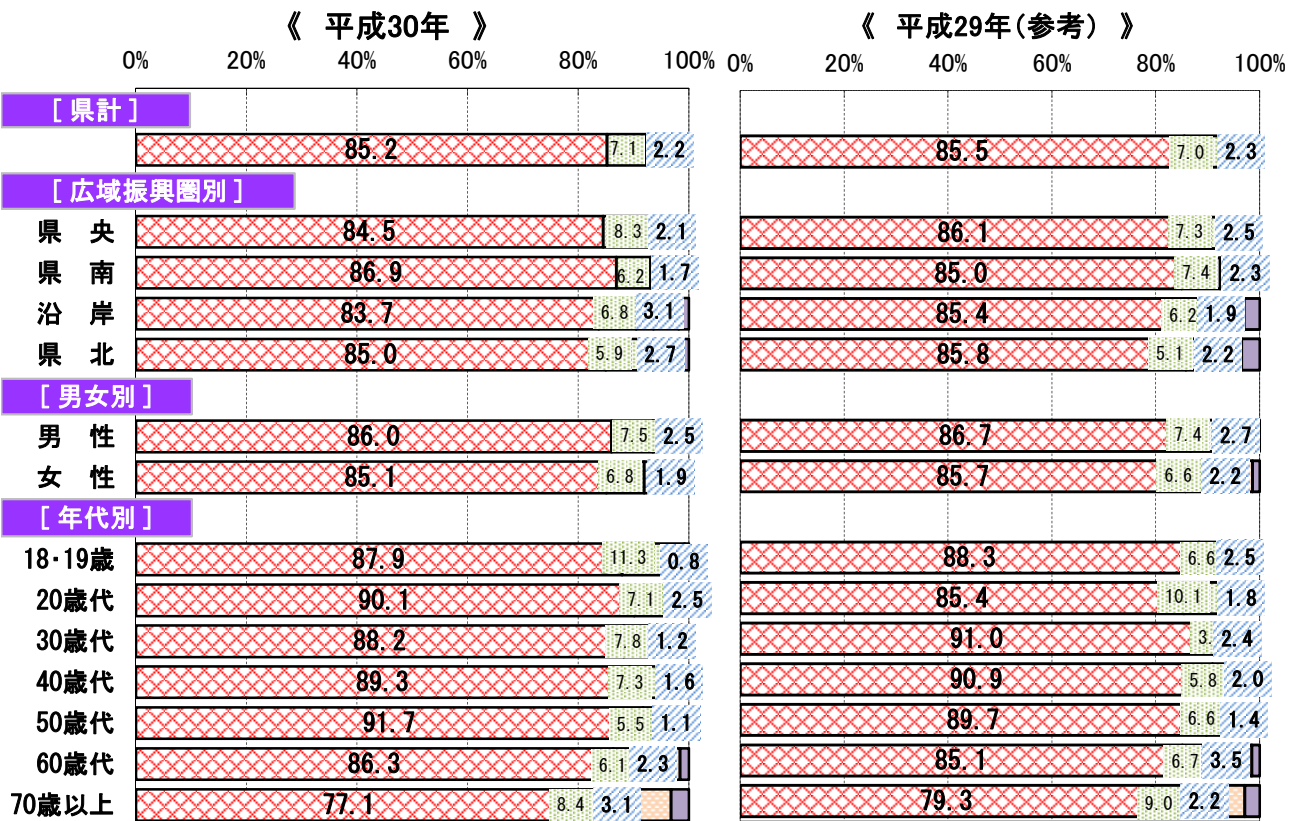 《 平成30年 》 《 平成29年(参考) 》
0% 20% 40% 60% 80% 100% 0% 20% 40% 60% 80% 100%
[ 県計 ]
85.2 7.1 2.2 85.5 7.0 2.3
[ 広域振興圏別 ]
県 央 84.5 8.3 2.1 86.1 7.3 2.5
県 南 86.9 6.2 1.7 85.0 7.4 2.3
沿 岸 83.7 6.8 3.1 85.4 6.2 1.9
県 北 85.0 5.9 2.7 85.8 5.1 2.2
[ 男女別 ]
男 性 86.0 7.5 2.5 86.7 7.4 2.7
女 性 85.1 6.8 1.9 85.7 6.6 2.2
[ 年代別 ]
18・19歳 87.9 11.3 0.8 88.3 6.6 2.5
20歳代 90.1 7.1 2.5 85.4 10.1 1.8
30歳代 88.2 7.8 1.2 91.0 3. 2.4
40歳代 89.3 7.3 1.6 90.9 5.8 2.0
50歳代 91.7 5.5 1.1 89.7 6.6 1.4
60歳代 86.3 6.1 2.3 85.1 6.7 3.5
70歳以上 77.1 8.4 3.1 79.3 9.0 2.2